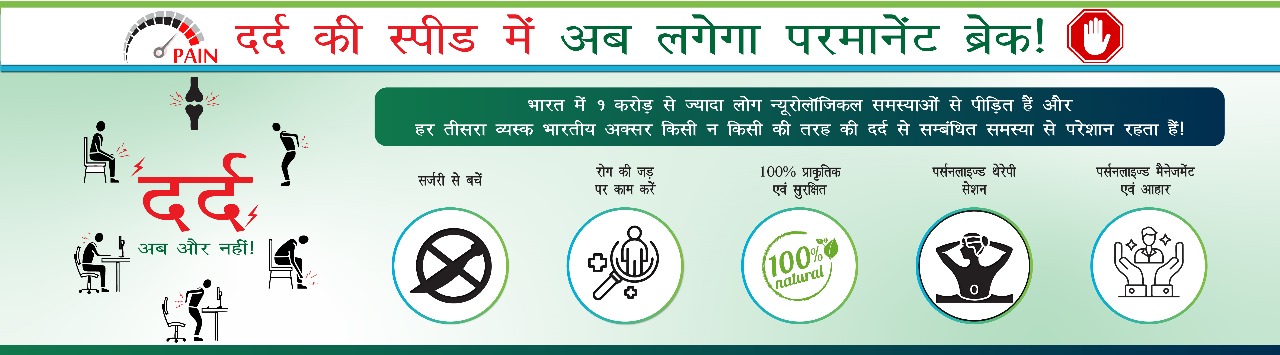 PAIN
दर्द की स्पीड में अब लगेगा परमानेंट ब्रेक!
दर्द
अब और नहीं!
भारत में १ करोड़ से ज्यादा लोग न्यूरोलॉजिकल समस्याओं से पीड़ित हैं और
हर तीसरा व्यस्क भारतीय अक्सर किसी न किसी की तरह की दर्द से सम्बंधित समस्या से परेशान रहता हैं!
सर्जरी से बचें
रोग की जड़
पर काम करें
100% प्राकृतिक
एवं सुरक्षित
100%
natural
पर्सनलाइज्ड थेरेपी
सेशन
पर्सनलाइज्ड मैनेजमेंट
एवं आहार